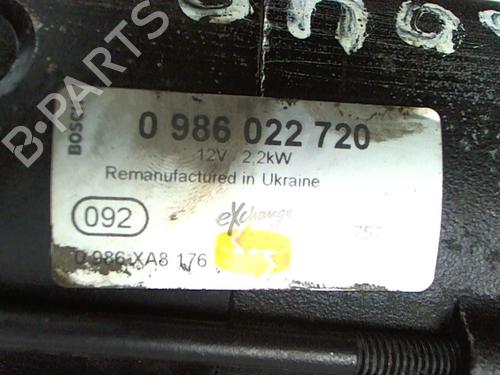 BOSCH
0 986 022 720
12V 2,2kW
Remanufactured in Ukraine
092
eXchange
757
0 986 XA8 176
B-PARTS